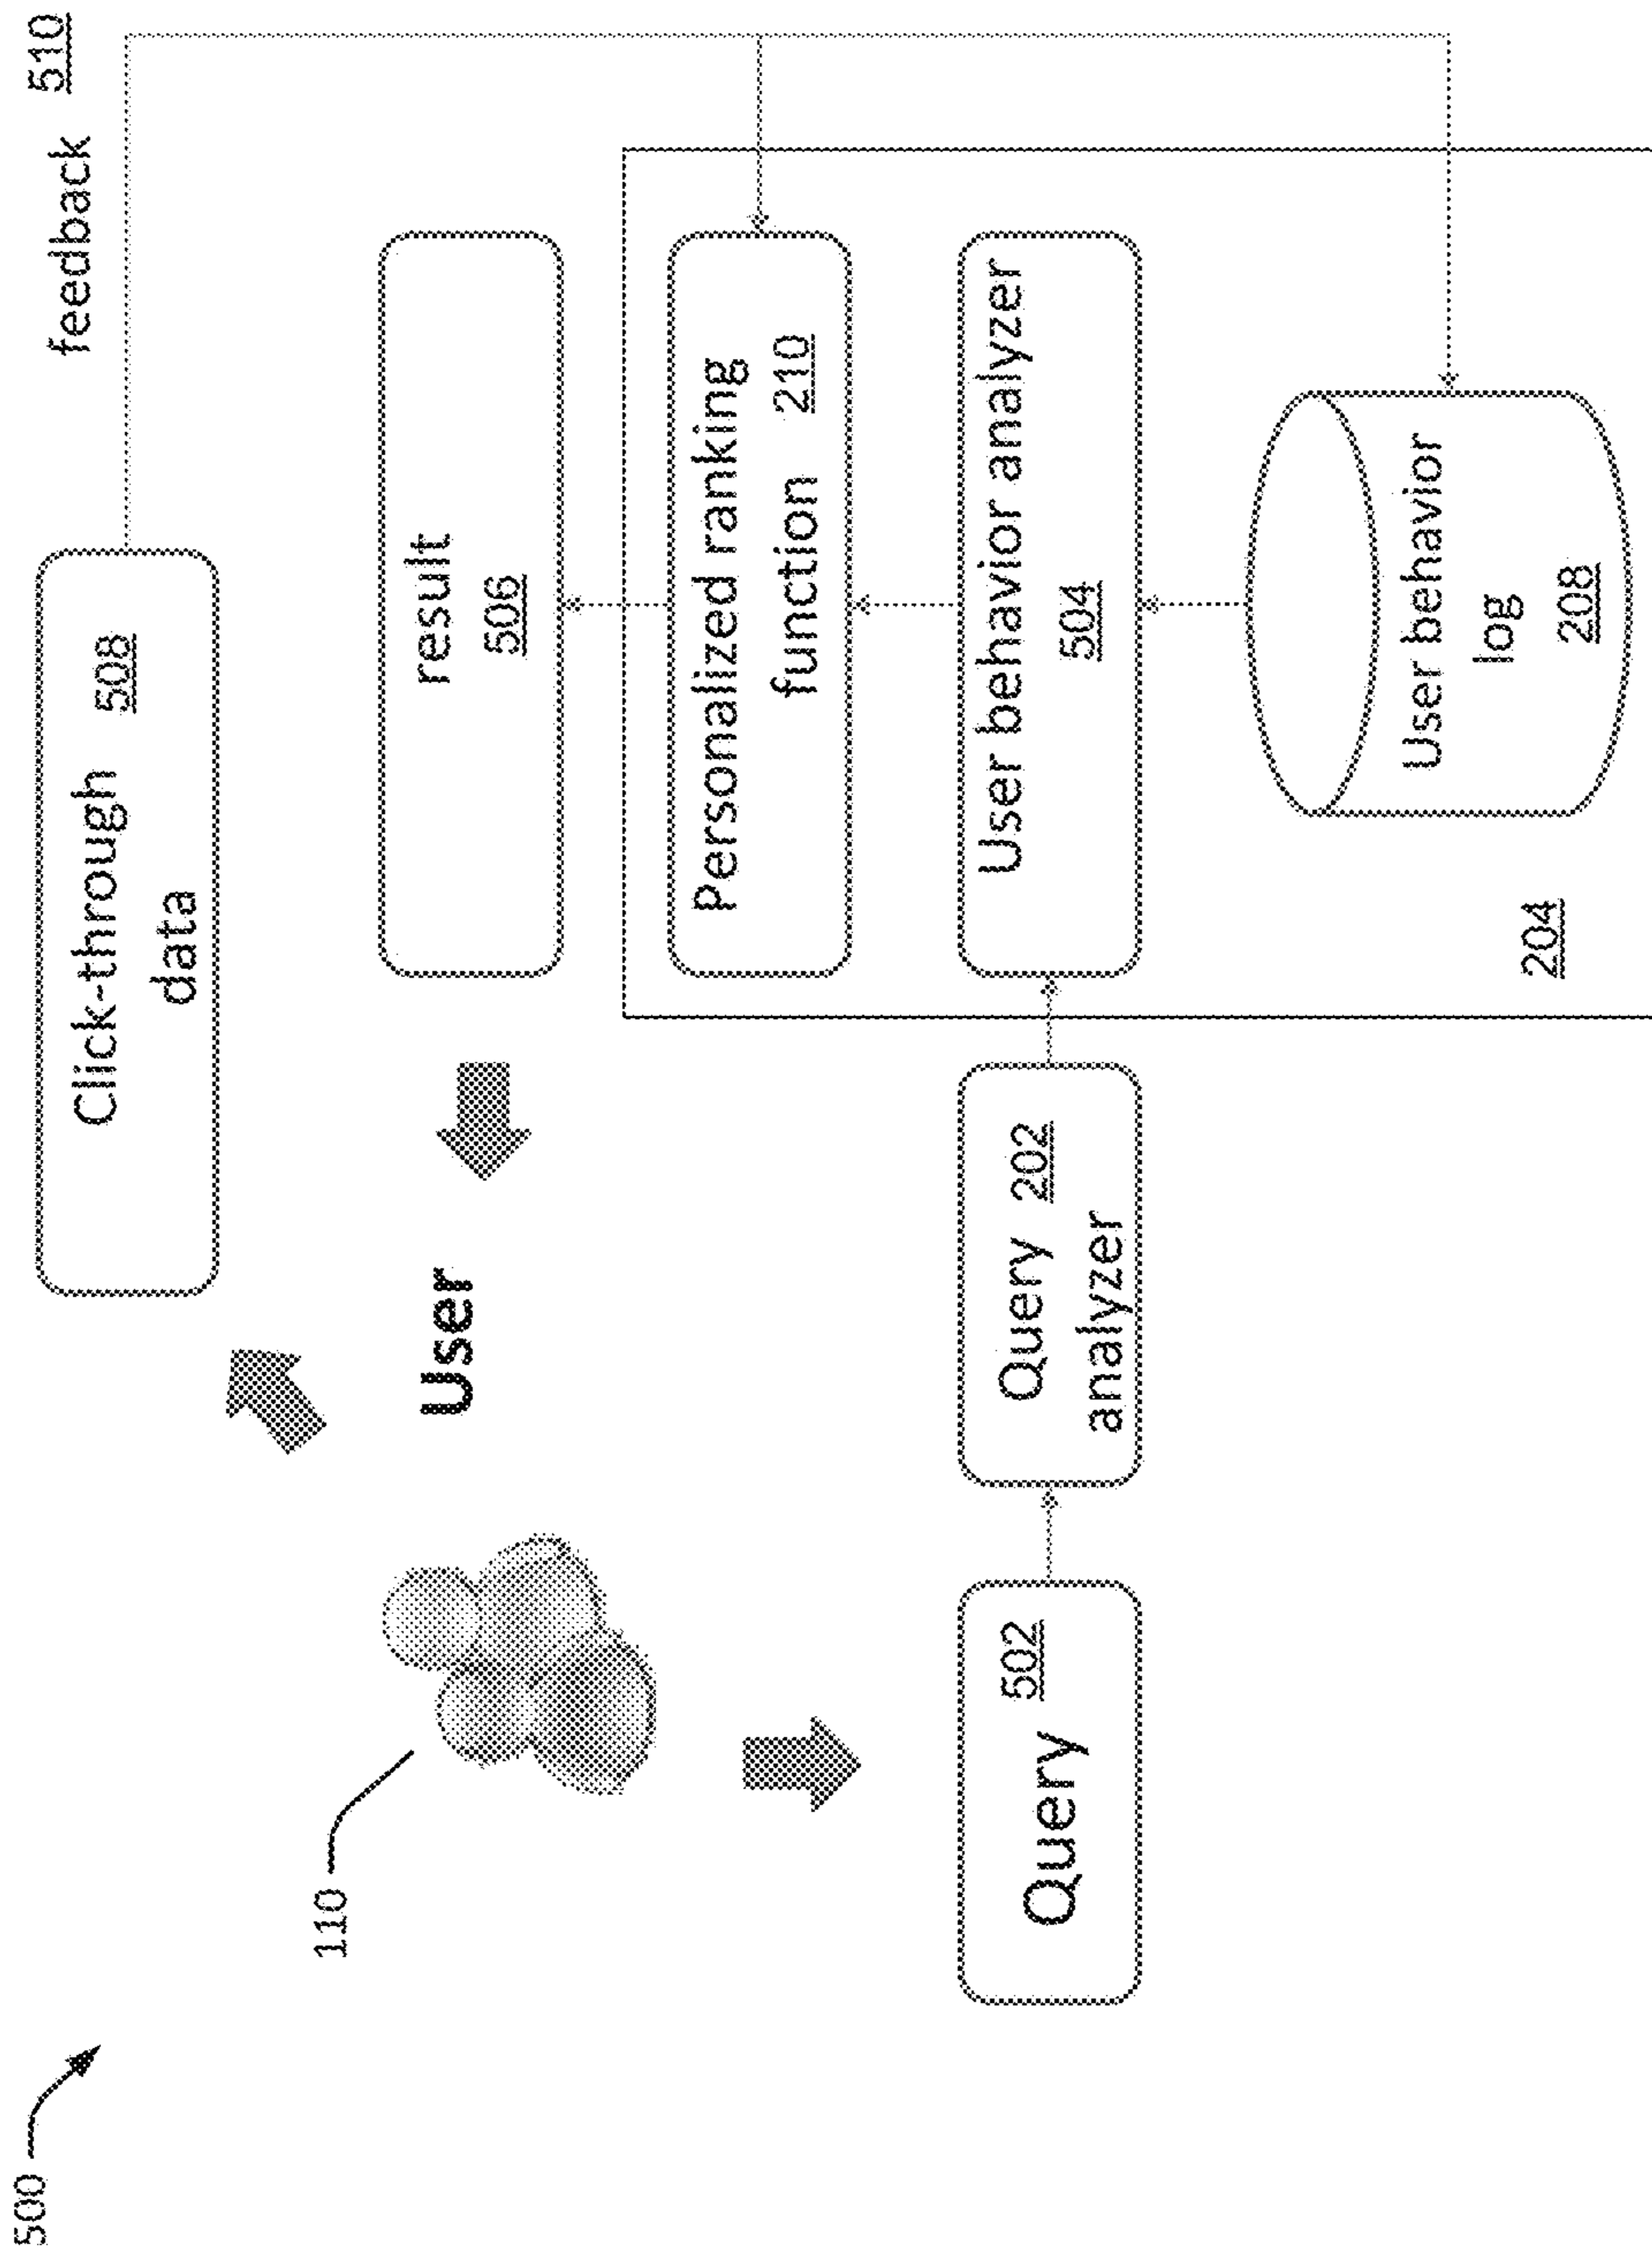 500
110
User
Click-through 508
data
feedback 510
result
506
Personalized ranking
function 210
Query 502
Query 202
analyzer
User behavior analyzer
504
User behavior
log
208
204